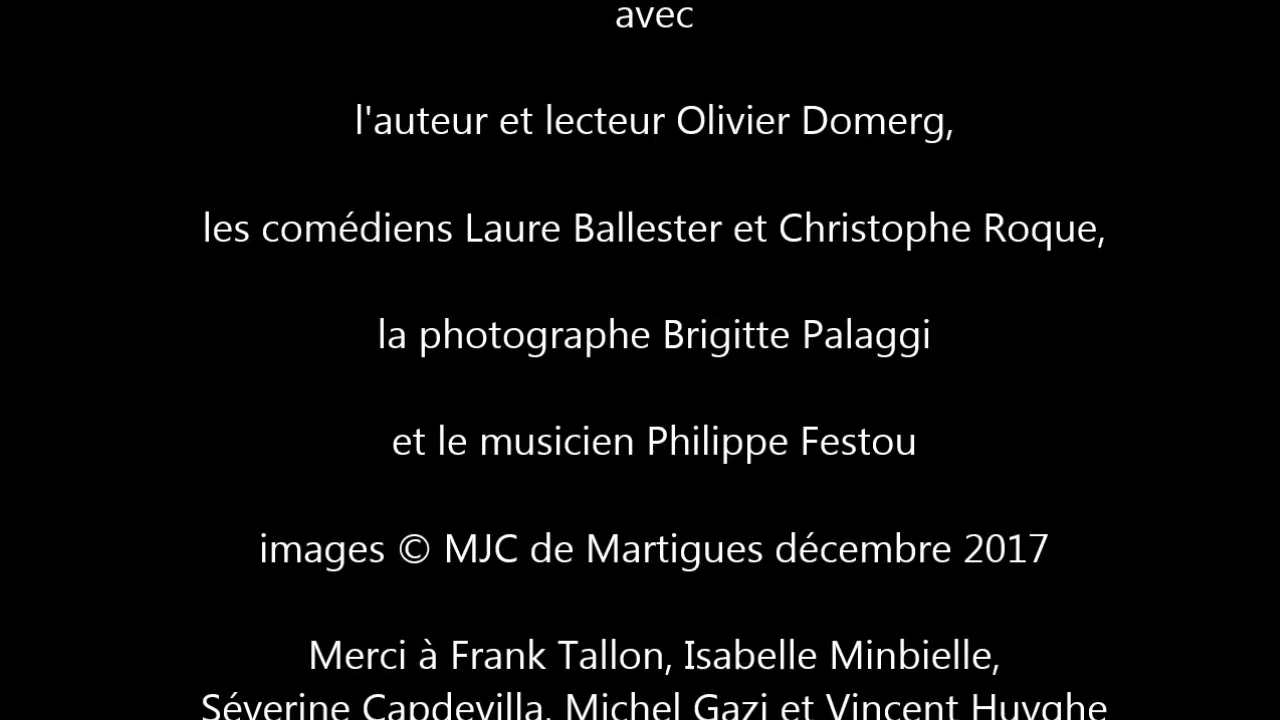 avec
l'auteur et lecteur Olivier Domerg,
les comédiens Laure Ballester et Christophe Roque,
la photographe Brigitte Palaggi
et le musicien Philippe Festou
images © MJC de Martigues décembre 2017
Merci à Frank Tallon, Isabelle Minbielle,
Séverine Capdevilla, Michel Gazi et Vincent Huyghe